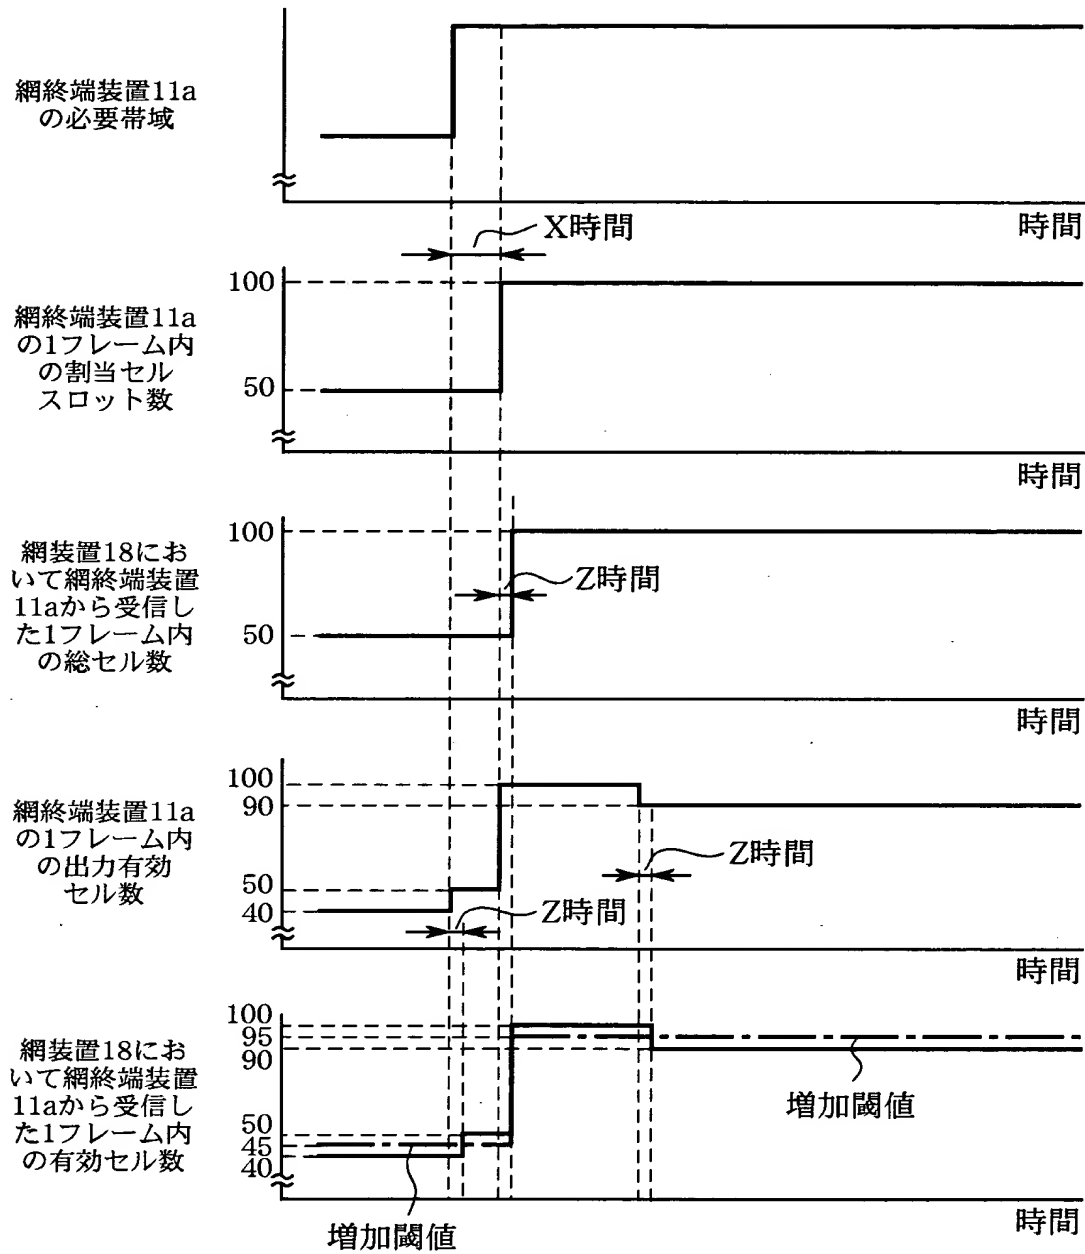 網終端装置11a
の必要帯域
時間
X時間
網終端装置11a
の1フレーム内
の割当セル
スロット数
100
50
時間
網装置18にお
いて網終端装置
11aから受信し
た1フレーム内
の総セル数
100
50
Z時間
時間
網終端装置11a
の1フレーム内
の出力有効
セル数
100
90
50
40
Z時間
Z時間
時間
網装置18にお
いて網終端装置
11aから受信し
た1フレーム内
の有効セル数
100
95
90
50
45
40
増加閾値
増加閾値
時間